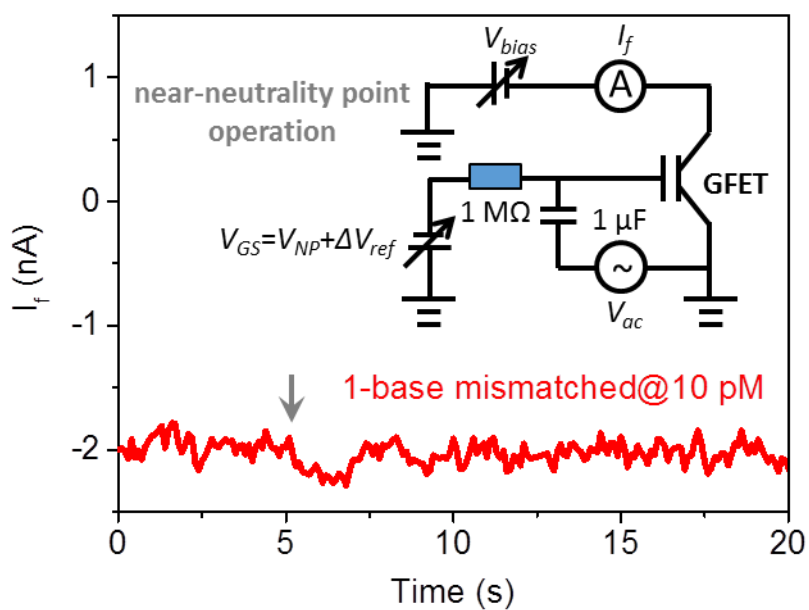 V_bias
I_f
A
near-neutrality point
operation
GFET
1 MΩ
1 µF
V_GS=V_NP+ΔV_ref
~
V_ac
1-base mismatched@10 pM
I_f (nA)
1
0
-1
-2
0
5
10
15
20
Time (s)